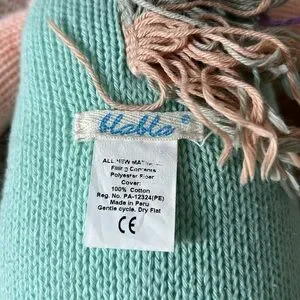 blabla
ALL NEW MATERIAL
Filling Contents
Polyester Fiber
Cover:
100% Cotton
Reg. No. PA-12324(PE)
Made in Peru
Gentle cycle, Dry Flat
CE